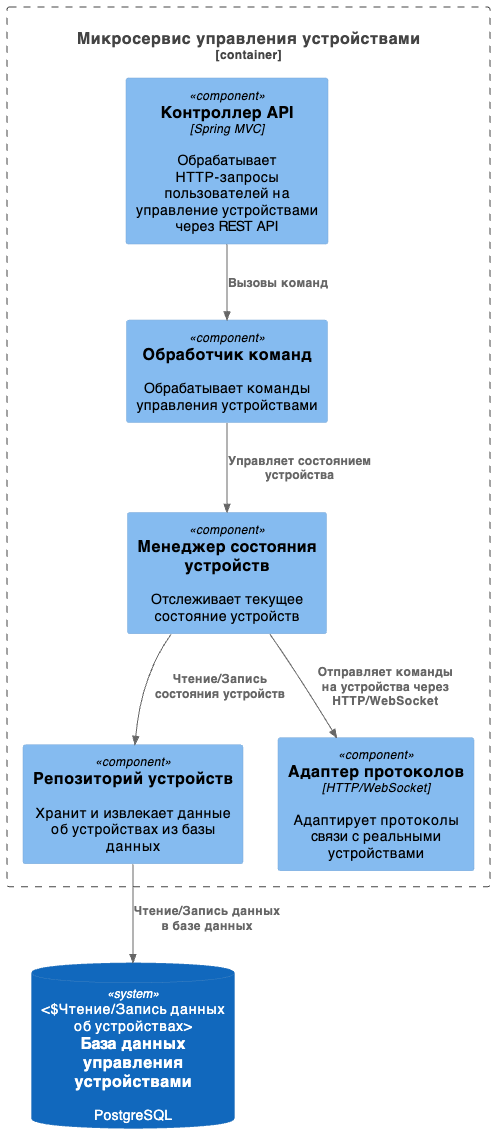 Микросервис управления устройствами
[container]
«component»
Контроллер API
[Spring MVC]
Обрабатывает
HTTP-запросы
пользователей на
управление устройствами
через REST API
Вызовы команд
«component»
Обработчик команд
Обрабатывает команды
управления устройствами
Управляет состоянием
устройства
«component»
Менеджер состояния
устройств
Отслеживает текущее
состояние устройств
Чтение/Запись
состояния устройств
Отправляет команды
на устройства через
HTTP/WebSocket
«component»
Репозиторий устройств
Хранит и извлекает данные
об устройствах из базы
данных
«component»
Адаптер протоколов
[HTTP/WebSocket]
Адаптирует протоколы
связи с реальными
устройствами
Чтение/Запись данных
в базе данных
«system»
<$Чтение/Запись данных
об устройствах>
База данных
управления
устройствами
PostgreSQL